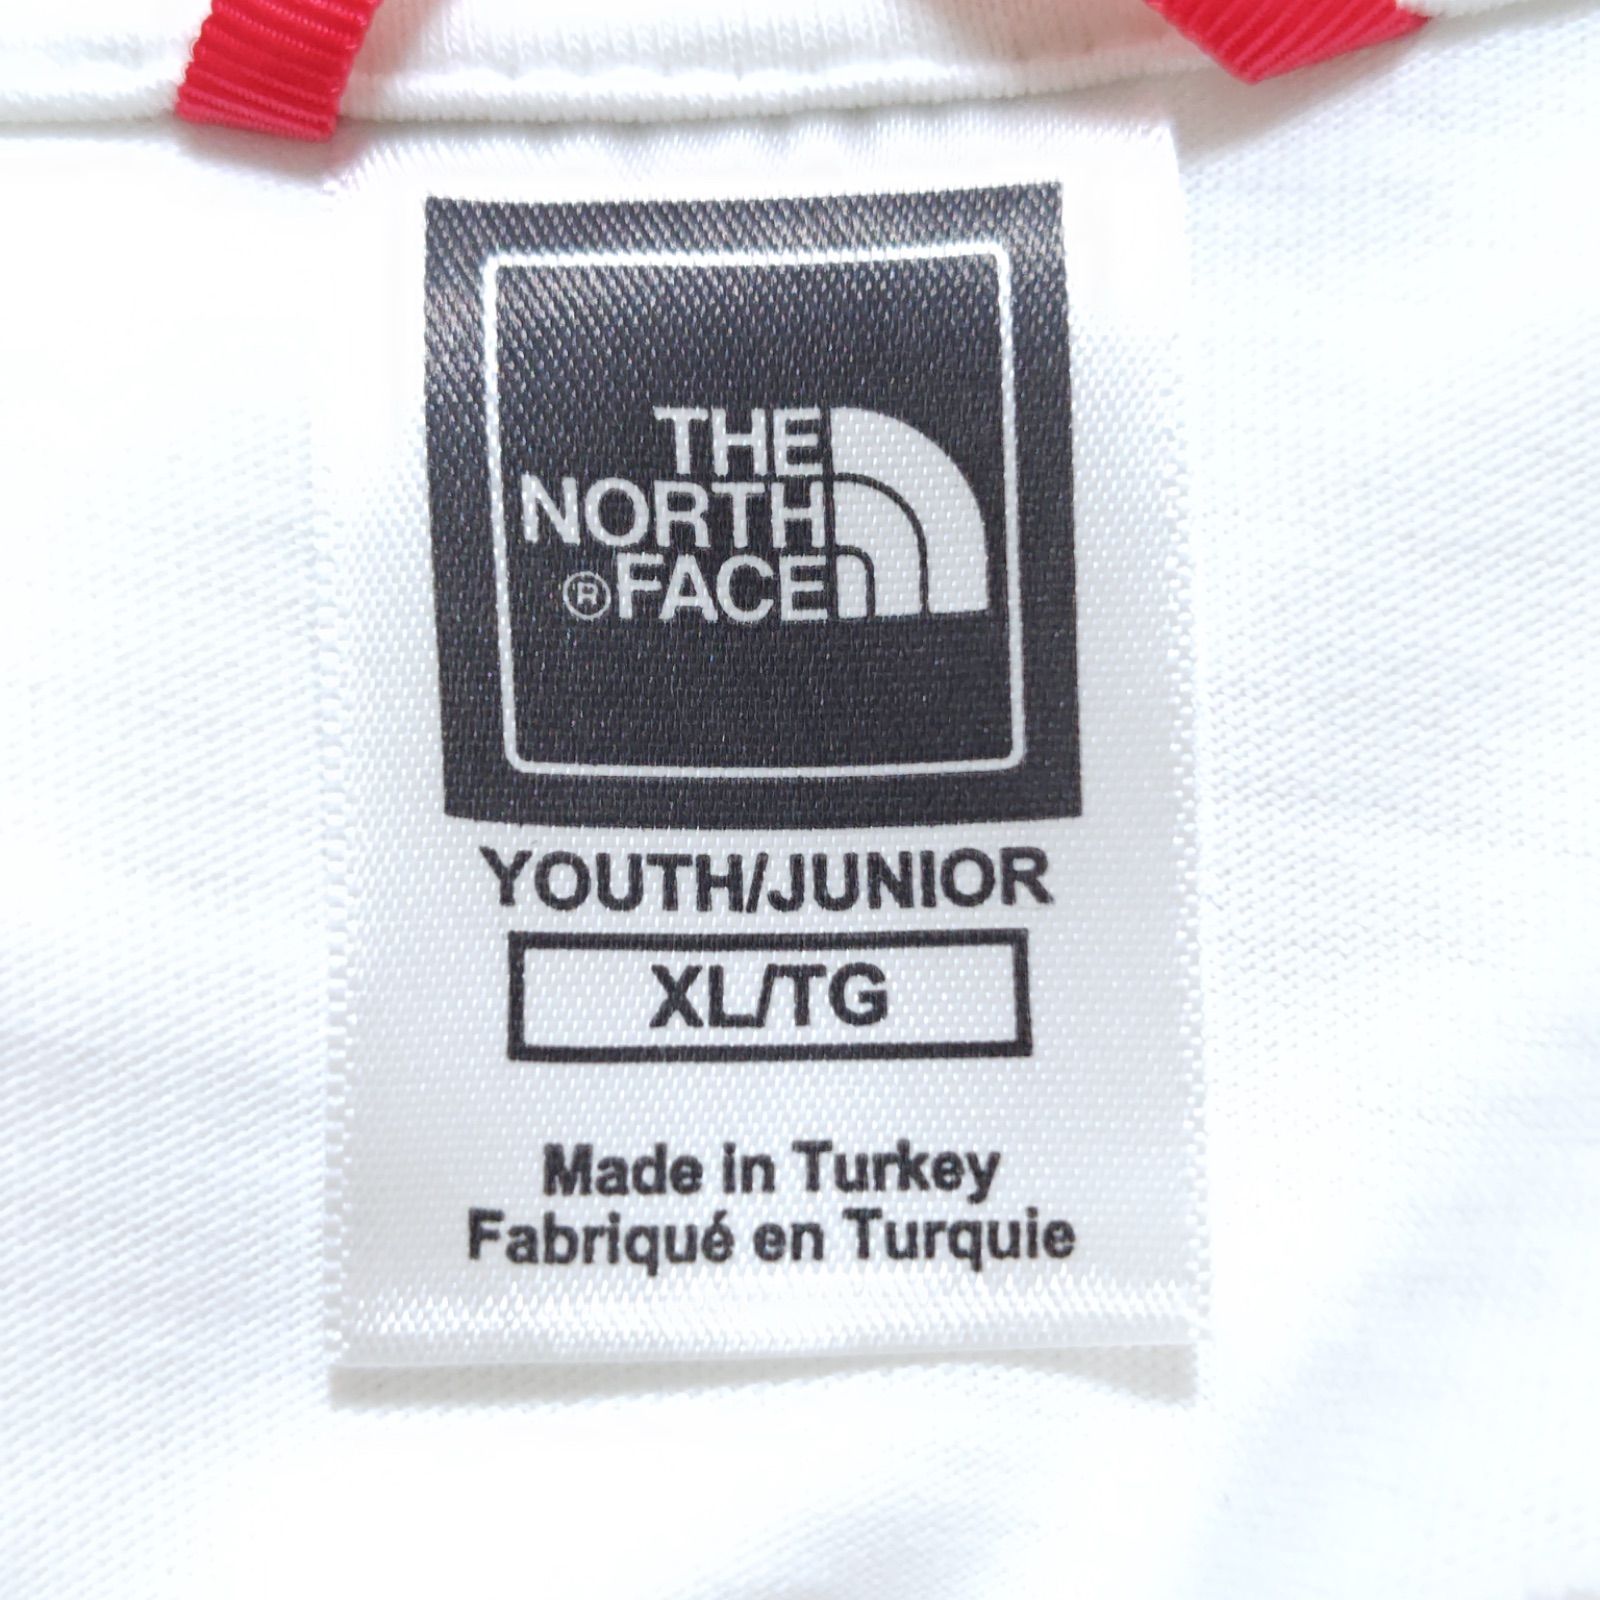 THE
NORTH
®FACE
YOUTH/JUNIOR
XL/TG
Made in Turkey
Fabriqué en Turquie